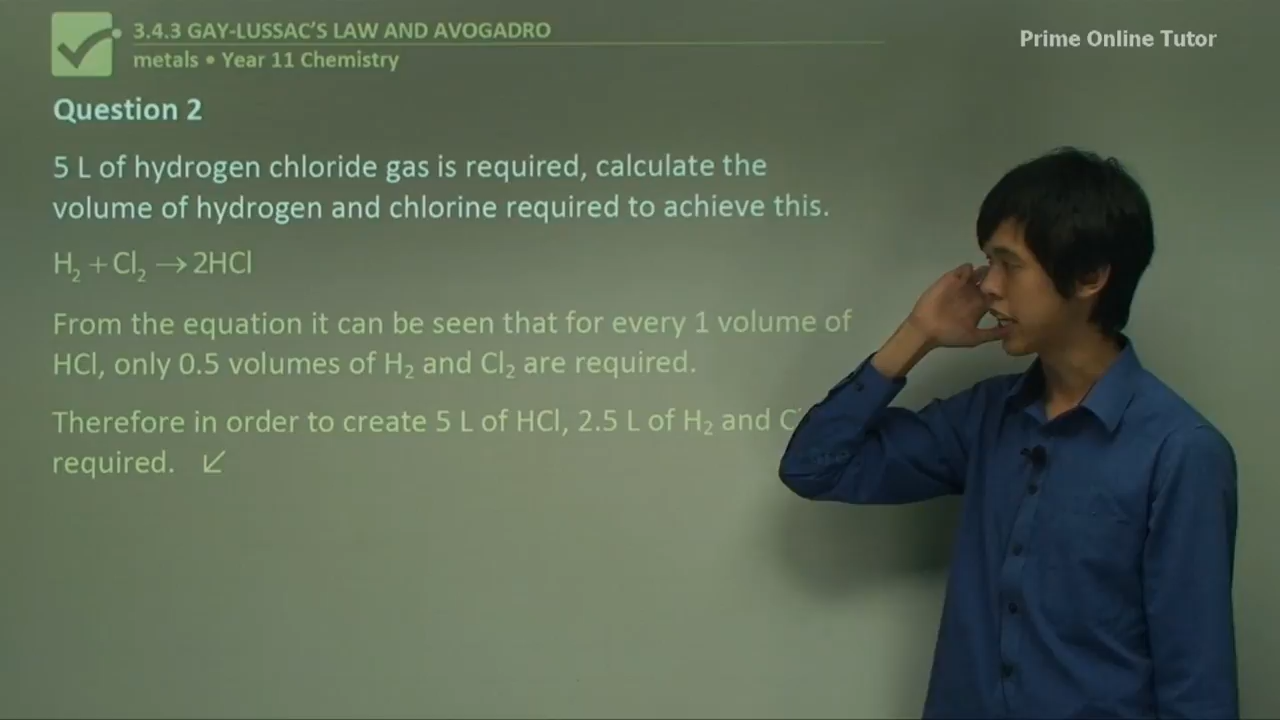 3.4.3 GAY-LUSSAC'S LAW AND AVOGADRO
metals • Year 11 Chemistry
Prime Online Tutor
Question 2
5 L of hydrogen chloride gas is required, calculate the
volume of hydrogen and chlorine required to achieve this.
H₂ + Cl₂ → 2HCl
From the equation it can be seen that for every 1 volume of
HCl, only 0.5 volumes of H₂ and Cl₂ are required.
Therefore in order to create 5 L of HCl, 2.5 L of H₂ and
required.